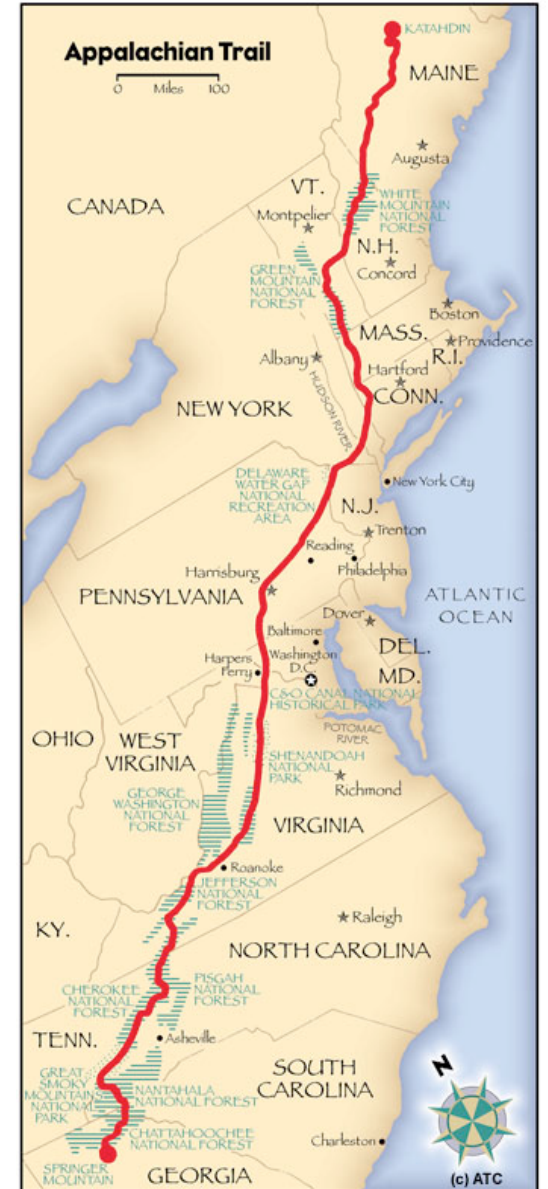 Appalachian Trail
0 Miles 100
KATAHDIN
MAINE
Augusta
VT.
CANADA
Montpelier
WHITE
MOUNTAIN
NATIONAL
FOREST
N.H.
Concord
GREEN
MOUNTAIN
NATIONAL
FOREST
Boston
MASS.
Providence
R.I.
Albany
Hartford
CONN.
HUDSON RIVER
NEW YORK
DELAWARE
WATER GAP
NATIONAL
RECREATION
AREA
New York City
N.J.
Trenton
Reading
Philadelphia
Harrisburg
PENNSYLVANIA
ATLANTIC
OCEAN
Dover
Baltimore
DEL.
Washington
D.C.
MD.
Harpers
Ferry
C&O CANAL NATIONAL
HISTORICAL PARK
POTOMAC
RIVER
OHIO
WEST
VIRGINIA
SHENANDOAH
NATIONAL
PARK
Richmond
GEORGE
WASHINGTON
NATIONAL
FOREST
VIRGINIA
Roanoke
JEFFERSON
NATIONAL
FOREST
KY.
Raleigh
NORTH CAROLINA
PISGAH
NATIONAL
FOREST
CHEROKEE
NATIONAL
FOREST
TENN.
Asheville
GREAT
SMOKY
MOUNTAINS
NATIONAL
PARK
SOUTH
CAROLINA
N
NANTAHALA
NATIONAL FOREST
CHATTAHOOCHEE
NATIONAL FOREST
Charleston
SPRINGER
MOUNTAIN
GEORGIA
(c) ATC